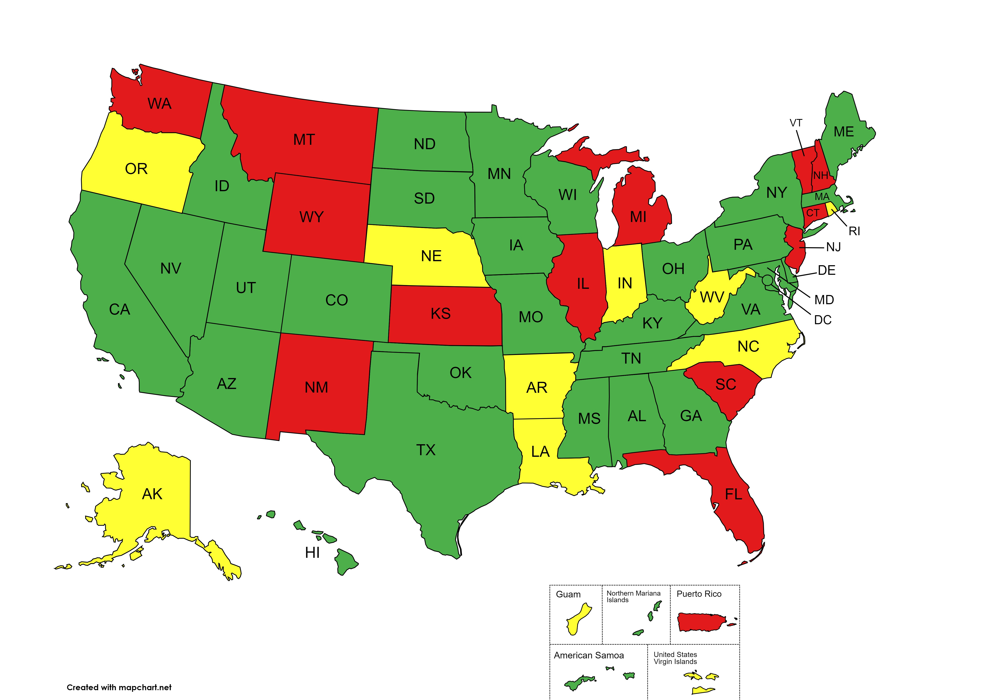 WA
MT
ND
MN
VT
ME
OR
ID
SD
WI
MI
NY
NH
MA
CT
RI
WY
NE
IA
PA
NJ
NV
UT
CO
IL
IN
OH
WV
DE
MD
DC
CA
KS
MO
KY
VA
NC
AZ
NM
OK
AR
TN
SC
MS
AL
GA
TX
LA
AK
FL
HI
Guam
Northern Mariana
Islands
Puerto Rico
American Samoa
United States
Virgin Islands
Created with mapchart.net